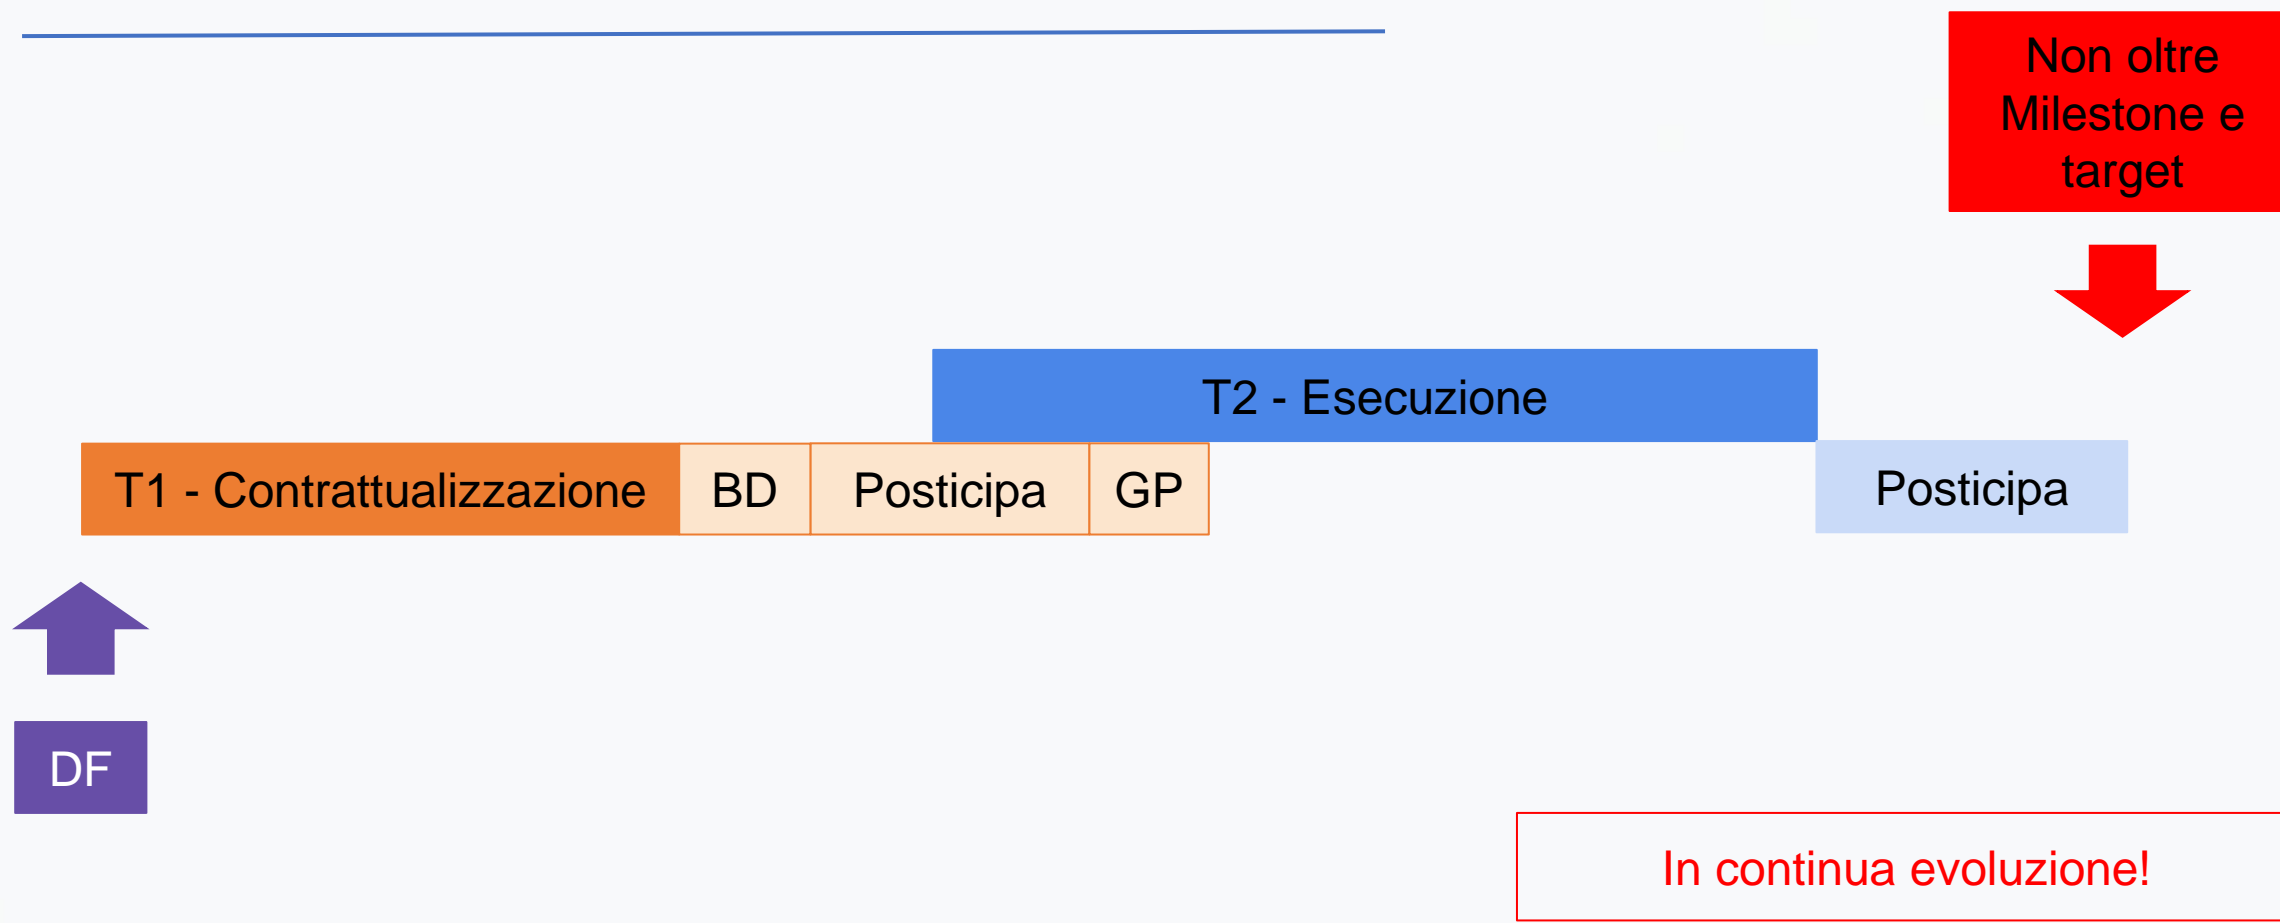 Non oltre
Milestone e
target
T2 - Esecuzione
T1 - Contrattualizzazione
BD
Posticipa
GP
Posticipa
DF
In continua evoluzione!